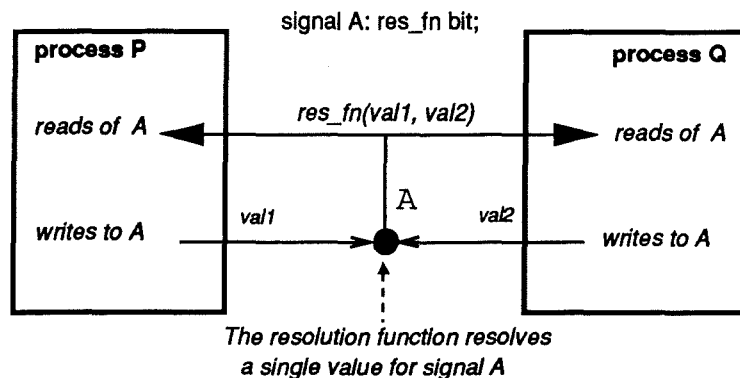 signal A: res_fn bit;
process P
process Q
reads of A
res_fn(val1, val2)
reads of A
A
writes to A
val1
val2
writes to A
The resolution function resolves
a single value for signal A